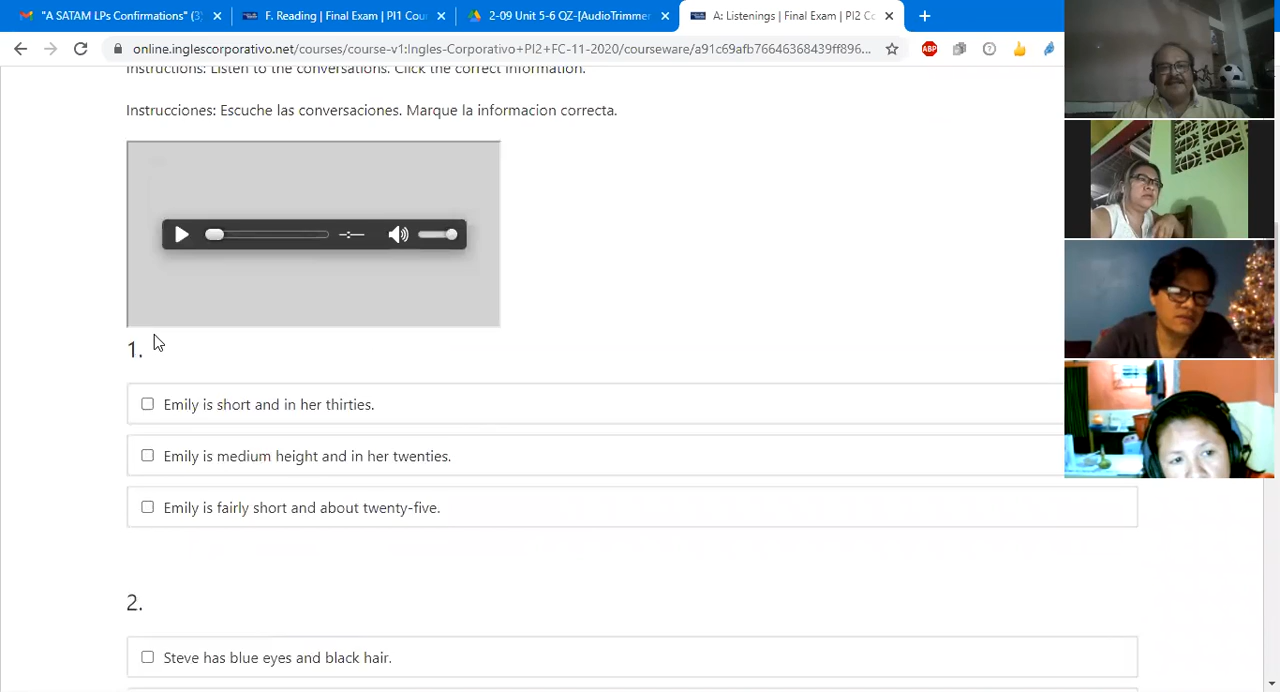 "A SATAM LPs Confirmations" (3)
F. Reading | Final Exam | PI1 Cou
2-09 Unit 5-6 QZ-[AudioTrimmer
A: Listenings | Final Exam | PI2 Co
online.inglescorporativo.net/courses/course-v1:Ingles-Corporativo+PI2+FC-11-2020/courseware/a91c69afb76646368439ff896...
ABP
Instructions: Listen to the conversations. Click the correct information.
Instrucciones: Escuche las conversaciones. Marque la informacion correcta.
-:-
1.
Emily is short and in her thirties.
Emily is medium height and in her twenties.
Emily is fairly short and about twenty-five.
2.
Steve has blue eyes and black hair.